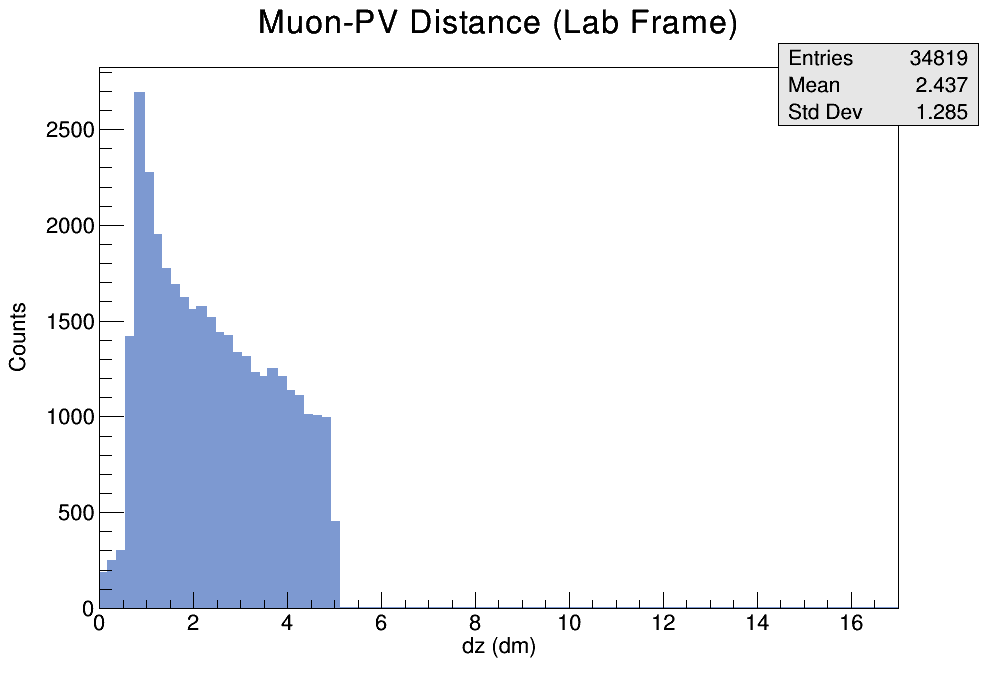 Muon-PV Distance (Lab Frame)
Entries 34819
Mean 2.437
Std Dev 1.285
2500
2000
1500
1000
500
0
Counts
0 2 4 6 8 10 12 14 16
dz (dm)